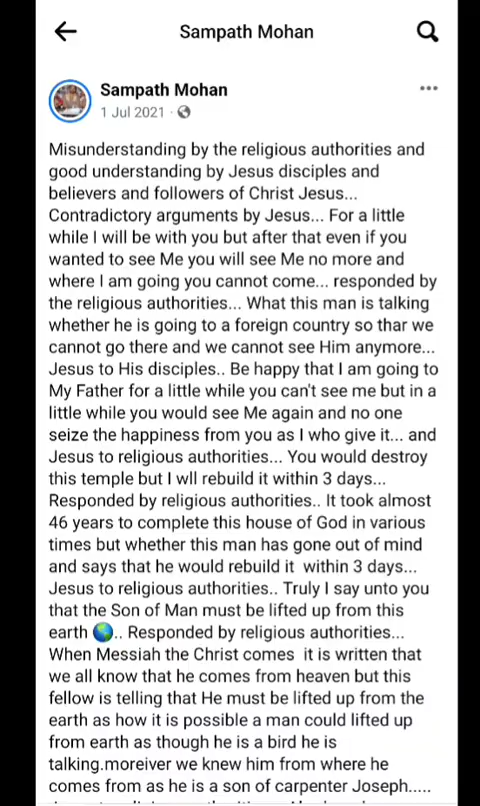 Sampath Mohan
Sampath Mohan
1 Jul 2021 ·
Misunderstanding by the religious authorities and
good understanding by Jesus disciples and
believers and followers of Christ Jesus...
Contradictory arguments by Jesus... For a little
while I will be with you but after that even if you
wanted to see Me you will see Me no more and
where I am going you cannot come... responded by
the religious authorities... What this man is talking
whether he is going to a foreign country so thar we
cannot go there and we cannot see Him anymore...
Jesus to His disciples.. Be happy that I am going to
My Father for a little while you can't see me but in a
little while you would see Me again and no one
seize the happiness from you as I who give it... and
Jesus to religious authorities... You would destroy
this temple but I wll rebuild it within 3 days...
Responded by religious authorities.. It took almost
46 years to complete this house of God in various
times but whether this man has gone out of mind
and says that he would rebuild it within 3 days...
Jesus to religious authorities.. Truly I say unto you
that the Son of Man must be lifted up from this
earth 🌎.. Responded by religious authorities...
When Messiah the Christ comes it is written that
we all know that he comes from heaven but this
fellow is telling that He must be lifted up from the
earth as how it is possible a man could lifted up
from earth as though he is a bird he is
talking.moreiver we knew him from where he
comes from as he is a son of carpenter Joseph.....